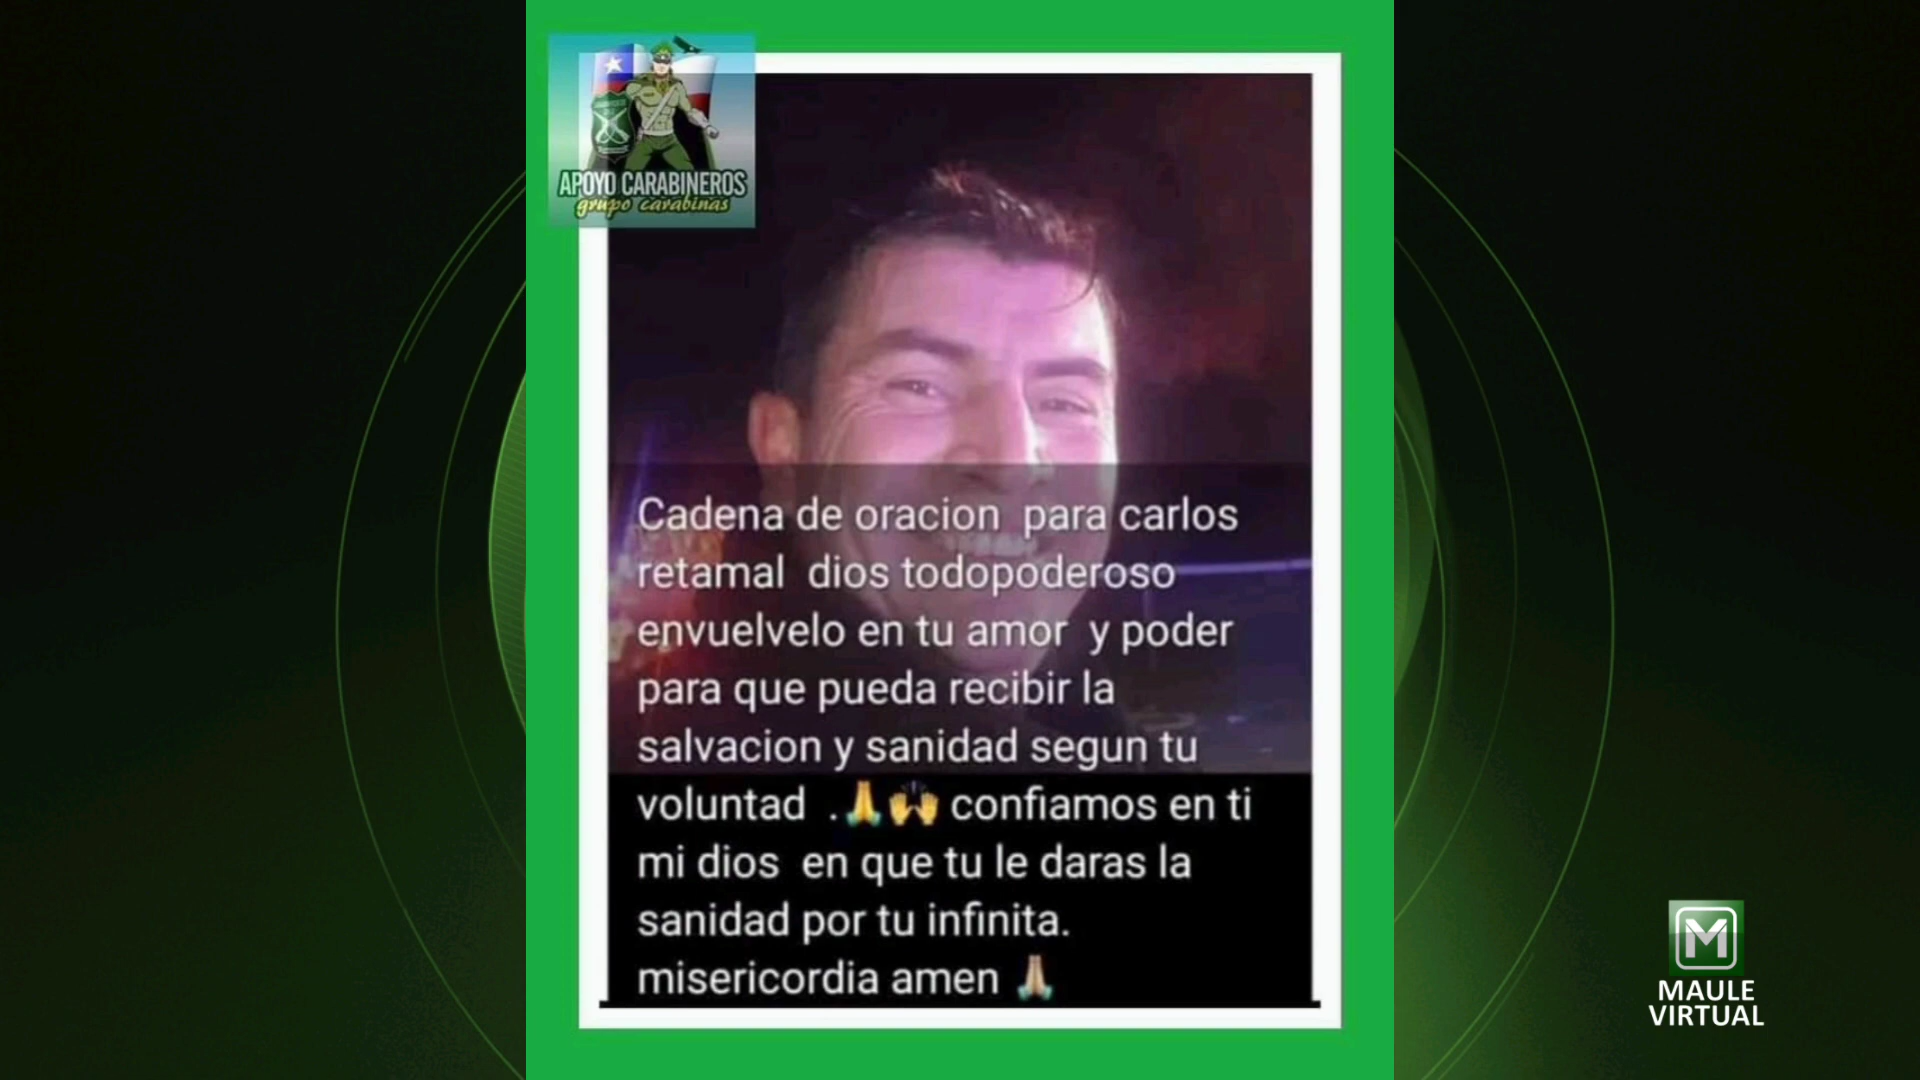 APOYO CARABINEROS
grupo carabinas
Cadena de oracion  para carlos
retamal  dios todopoderoso
envuelvelo en tu amor  y poder
para que pueda recibir la
salvacion y sanidad segun tu
voluntad  .🙏🙌 confiamos en ti
mi dios  en que tu le daras la
sanidad por tu infinita.
misericordia amen 🙏🏼
M
MAULE
VIRTUAL